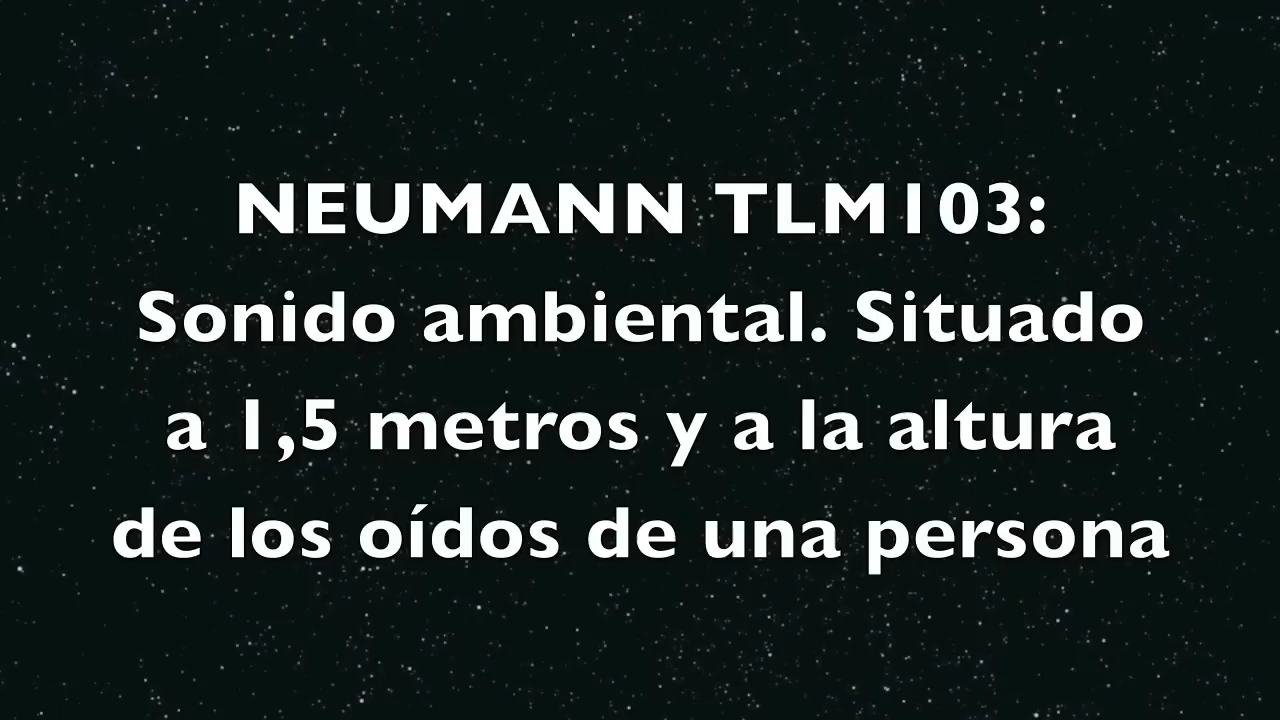 NEUMANN TLM103:
Sonido ambiental. Situado
a 1,5 metros y a la altura
de los oídos de una persona